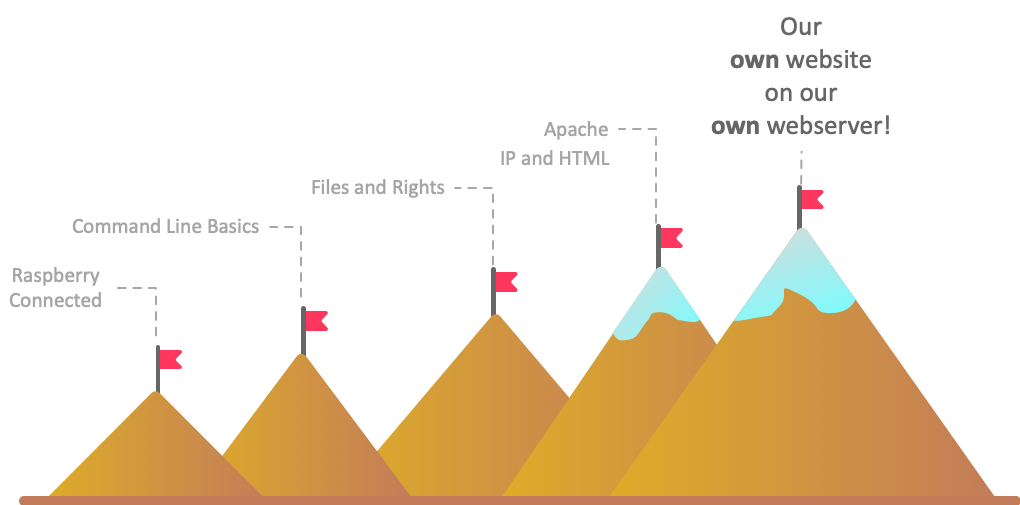 Our
own website
on our
own webserver!
Apache
IP and HTML
Files and Rights
Command Line Basics
Raspberry
Connected